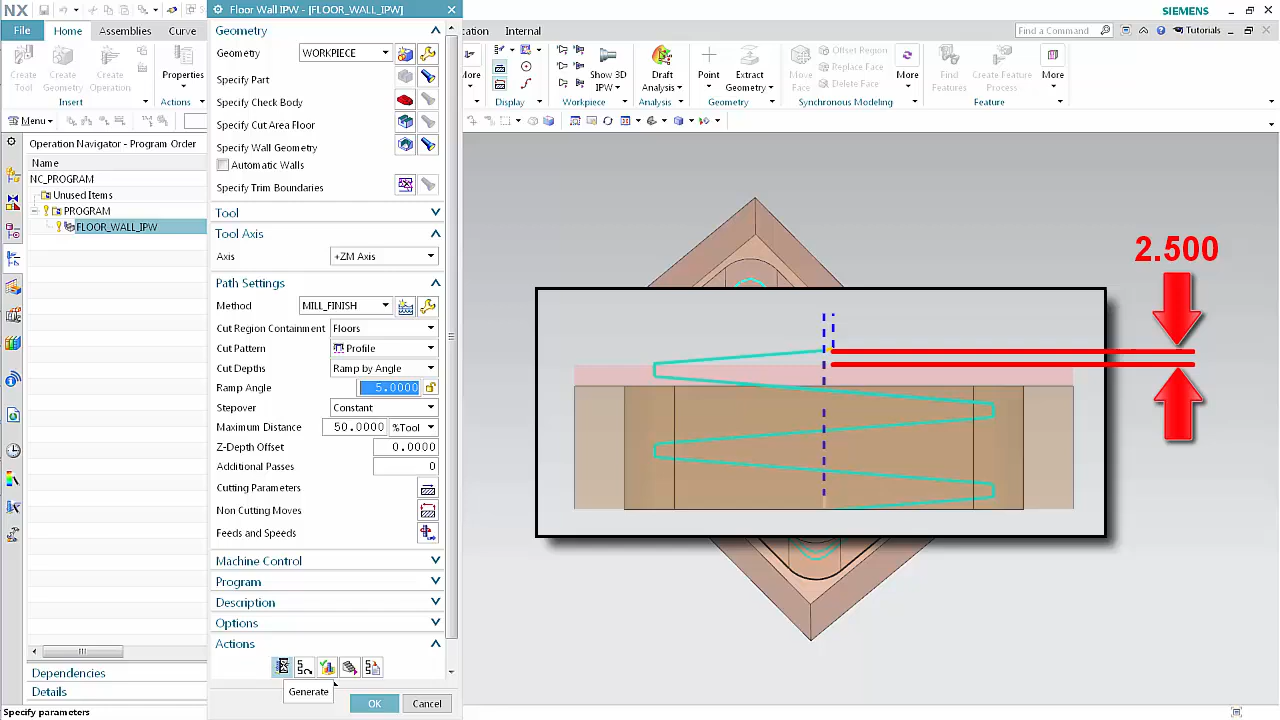 NX
Floor Wall IPW - [FLOOR_WALL_IPW]
SIEMENS
File
Home
Assemblies
Curve
cation
Internal
Find a Command
Tutorials
Create
Tool
Create
Geometry
Create
Operation
Properties
Insert
Actions
More
Display
Show 3D
IPW
Workpiece
Draft
Analysis
Analysis
Point
Extract
Geometry
Geometry
Move
Face
Offset Region
Replace Face
Delete Face
More
Synchronous Modeling
Find
Features
Create Feature
Process
More
Feature
Menu
Operation Navigator - Program Order
Name
NC_PROGRAM
Unused Items
PROGRAM
FLOOR_WALL_IPW
Dependencies
Details
Specify parameters
Geometry
Geometry
WORKPIECE
Specify Part
Specify Check Body
Specify Cut Area Floor
Specify Wall Geometry
Automatic Walls
Specify Trim Boundaries
Tool
Tool Axis
Axis
+ZM Axis
Path Settings
Method
MILL_FINISH
Cut Region Containment
Floors
Cut Pattern
Profile
Cut Depths
Ramp by Angle
Ramp Angle
5.0000
Stepover
Constant
Maximum Distance
50.0000
%Tool
Z-Depth Offset
0.0000
Additional Passes
0
Cutting Parameters
Non Cutting Moves
Feeds and Speeds
Machine Control
Program
Description
Options
Actions
Generate
OK
Cancel
2.500